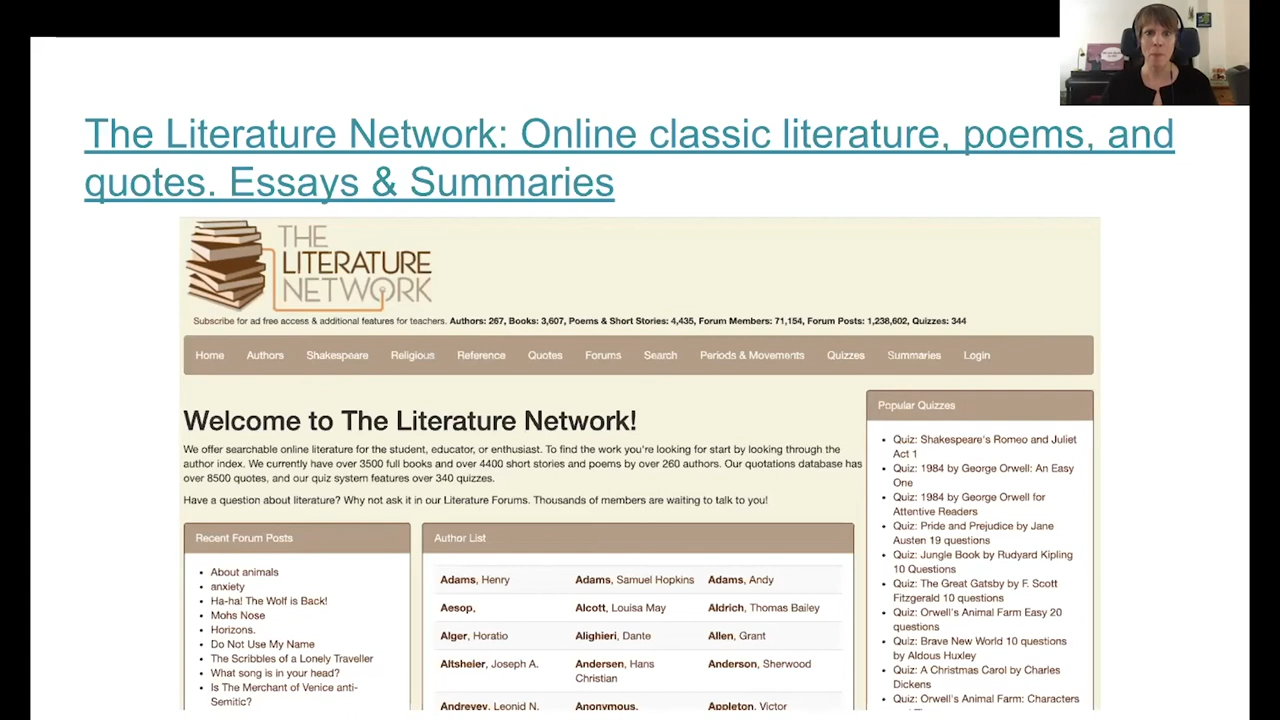 The Literature Network: Online classic literature, poems, and
quotes. Essays & Summaries
THE
LITERATURE
NETWORK
Subscribe for ad free access & additional features for teachers. Authors: 267, Books: 3,607, Poems & Short Stories: 4,435, Forum Members: 71,154, Forum Posts: 1,238,602, Quizzes: 344
Home Authors Shakespeare Religious Reference Quotes Forums Search Periods & Movements Quizzes Summaries Login
Welcome to The Literature Network!
We offer searchable online literature for the student, educator, or enthusiast. To find the work you're looking for start by looking through the
author index. We currently have over 3500 full books and over 4400 short stories and poems by over 260 authors. Our quotations database has
over 8500 quotes, and our quiz system features over 340 quizzes.
Have a question about literature? Why not ask it in our Literature Forums. Thousands of members are waiting to talk to you!
Recent Forum Posts
About animals
anxiety
Ha-ha! The Wolf is Back!
Mohs Nose
Horizons.
Do Not Use My Name
The Scribbles of a Lonely Traveller
What song is in your head?
Is The Merchant of Venice anti-
Semitic?
Author List
Adams, Henry Adams, Samuel Hopkins Adams, Andy
Aesop, Alcott, Louisa May Aldrich, Thomas Bailey
Alger, Horatio Alighieri, Dante Allen, Grant
Altsheler, Joseph A. Andersen, Hans Anderson, Sherwood
Christian
Andreyev, Leonid N. Anonymous, Appleton, Victor
Popular Quizzes
Quiz: Shakespeare's Romeo and Juliet
Act 1
Quiz: 1984 by George Orwell: An Easy
One
Quiz: 1984 by George Orwell for
Attentive Readers
Quiz: Pride and Prejudice by Jane
Austen 19 questions
Quiz: Jungle Book by Rudyard Kipling
10 Questions
Quiz: The Great Gatsby by F. Scott
Fitzgerald 10 questions
Quiz: Orwell's Animal Farm Easy 20
questions
Quiz: Brave New World 10 questions
by Aldous Huxley
Quiz: A Christmas Carol by Charles
Dickens
Quiz: Orwell's Animal Farm: Characters